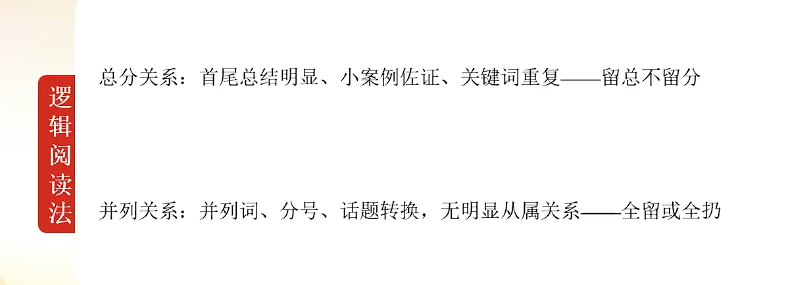 逻辑阅读法
总分关系：首尾总结明显、小案例佐证、关键词重复——留总不留分
并列关系：并列词、分号、话题转换，无明显从属关系——全留或全扔